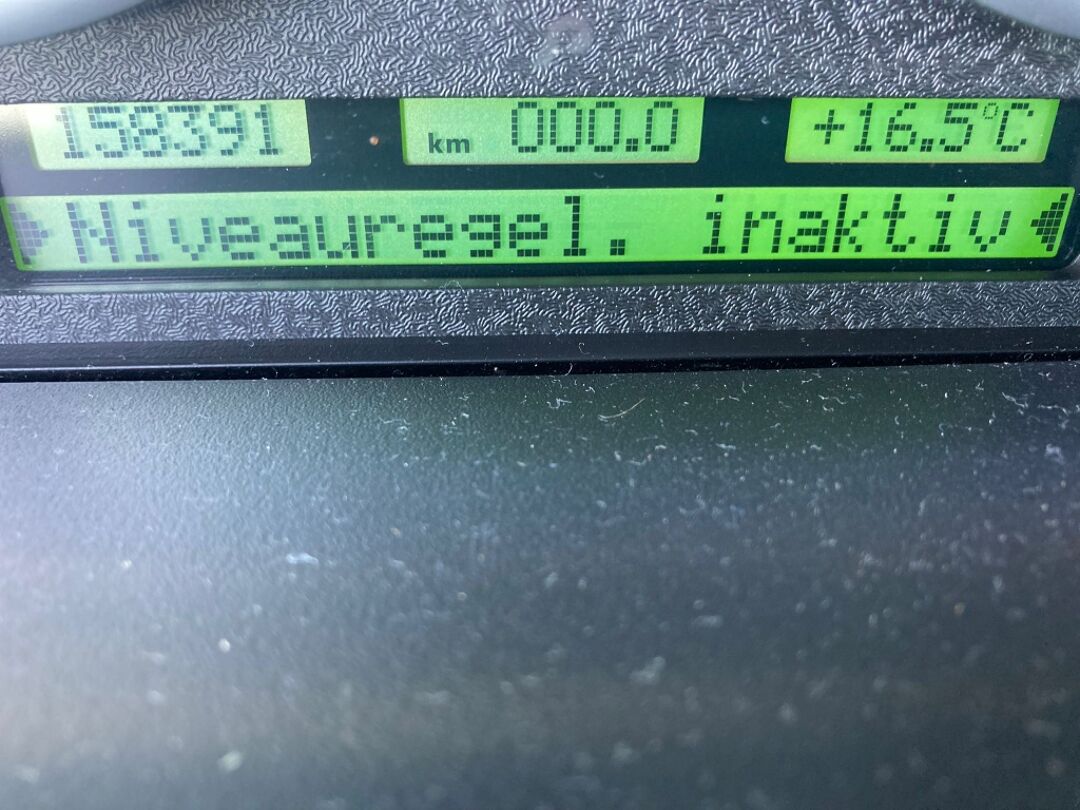 158391 km 000.0 +16.5°C
Niveauregel. inaktiv